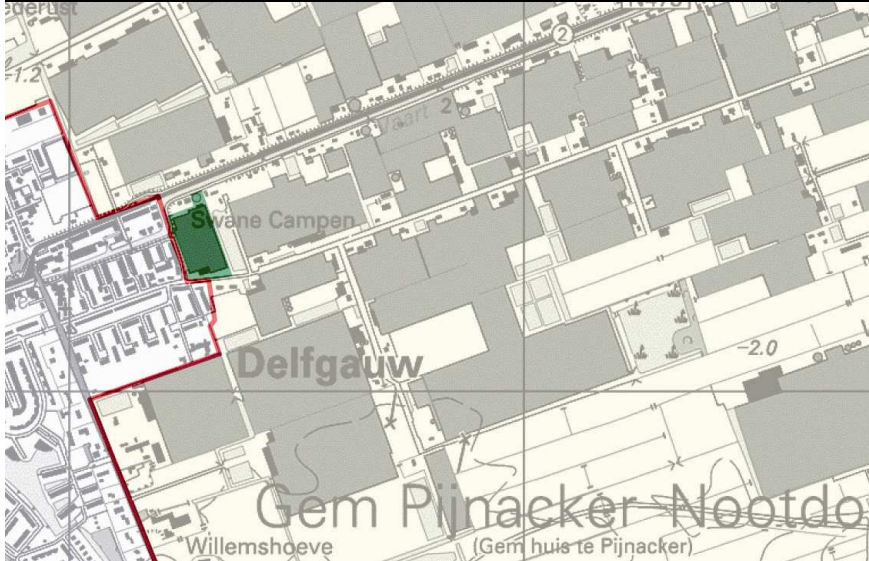 ederust
N473
-1.2
2
Vaart 2
Swane Campen
Delfgauw
-2.0
Gem Pijnacker-Nootdo
Willemshoeve
(Gem huis te Pijnacker)